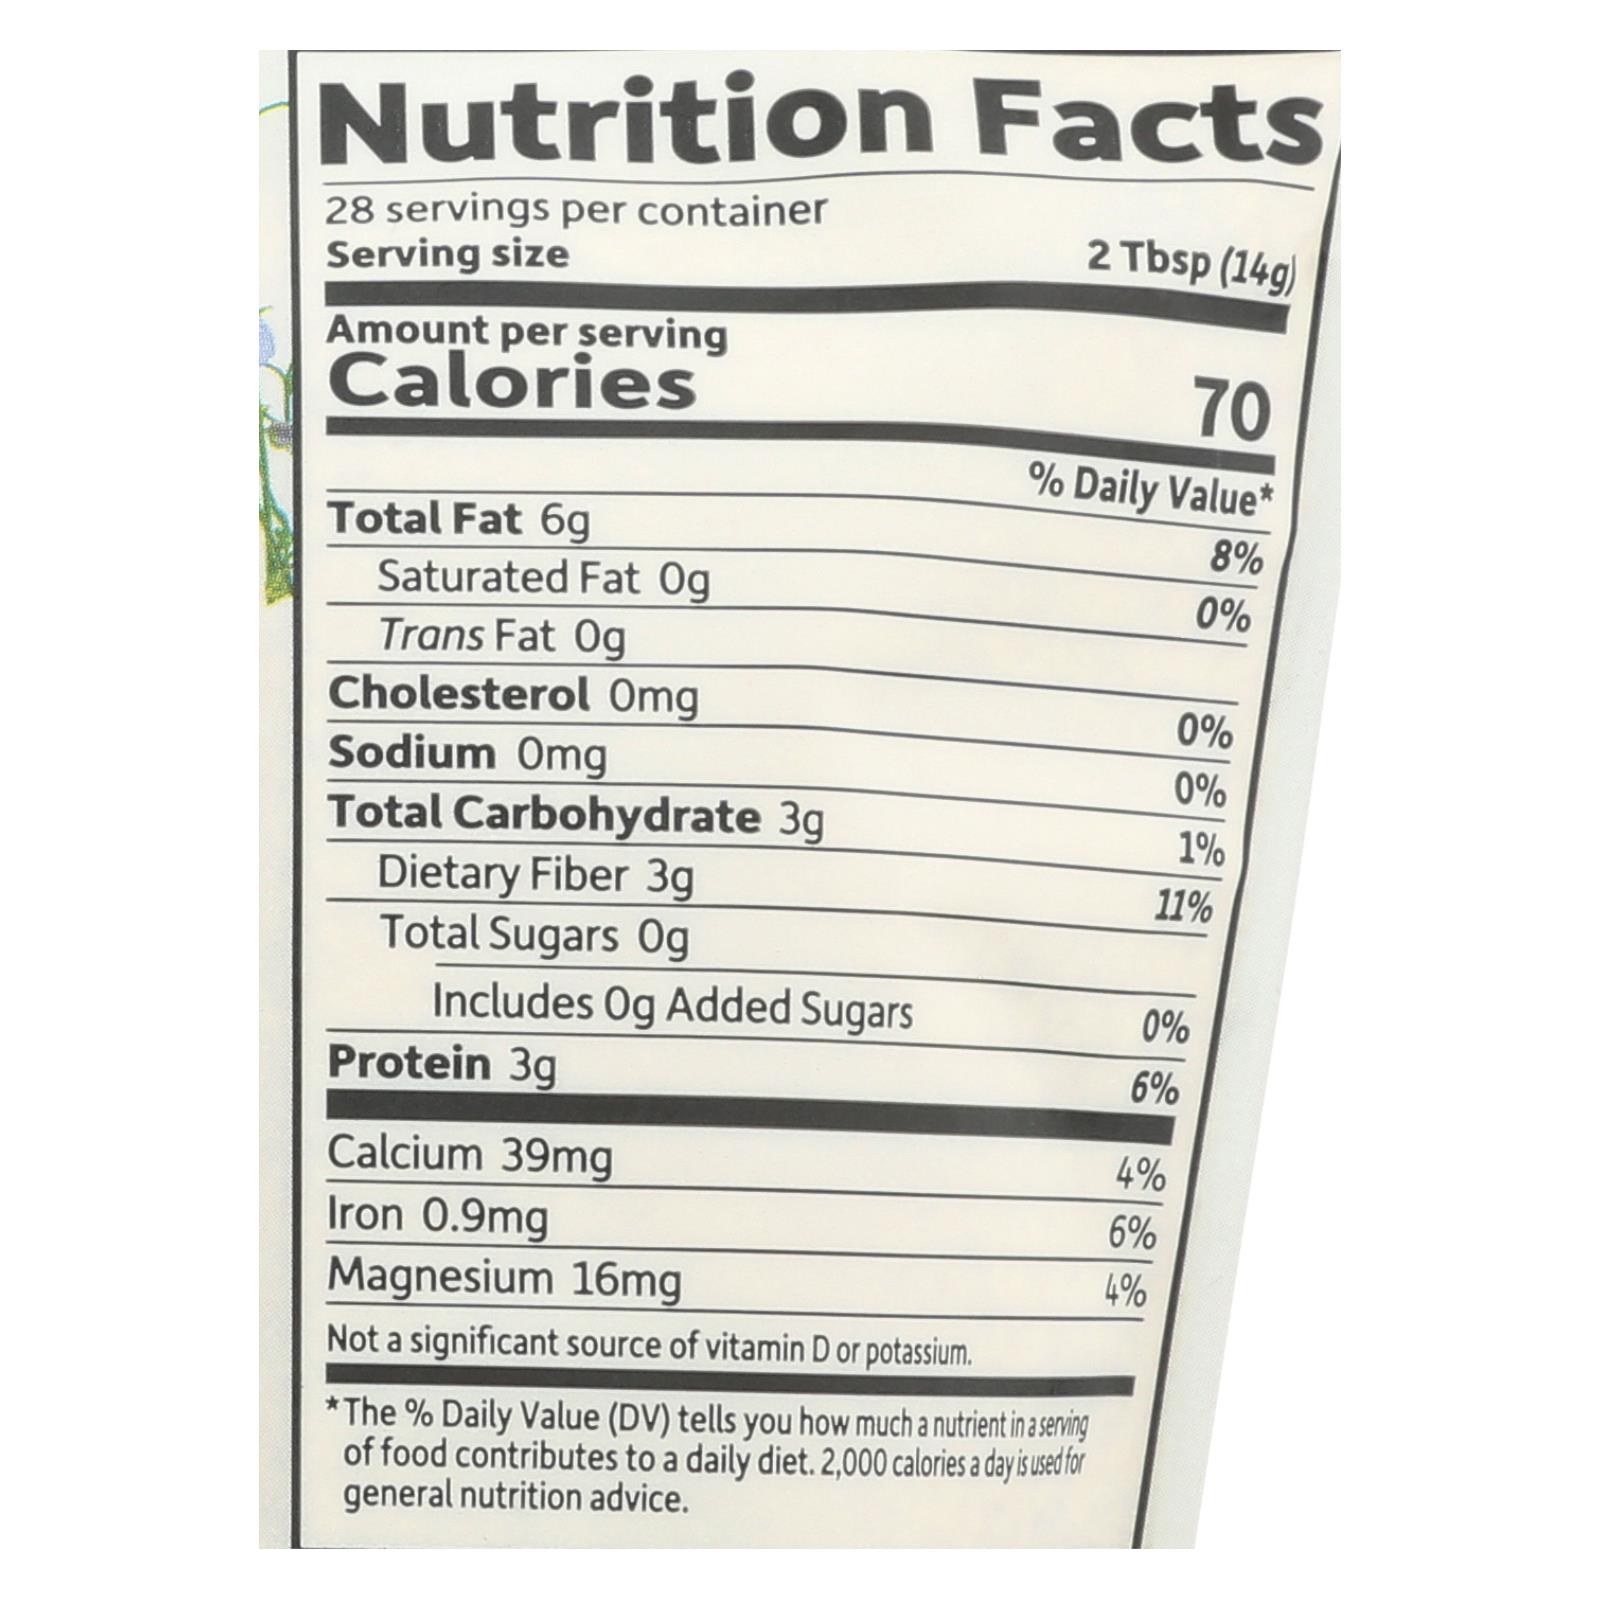 Nutrition Facts
28 servings per container
Serving size 2 Tbsp (14g)
Amount per serving
Calories 70
% Daily Value*
Total Fat 6g 8%
Saturated Fat 0g 0%
Trans Fat 0g
Cholesterol 0mg 0%
Sodium 0mg 0%
Total Carbohydrate 3g 1%
Dietary Fiber 3g 11%
Total Sugars 0g
Includes 0g Added Sugars 0%
Protein 3g 6%
Calcium 39mg 4%
Iron 0.9mg 6%
Magnesium 16mg 4%
Not a significant source of vitamin D or potassium.
*The % Daily Value (DV) tells you how much a nutrient in a serving
of food contributes to a daily diet. 2,000 calories a day is used for
general nutrition advice.